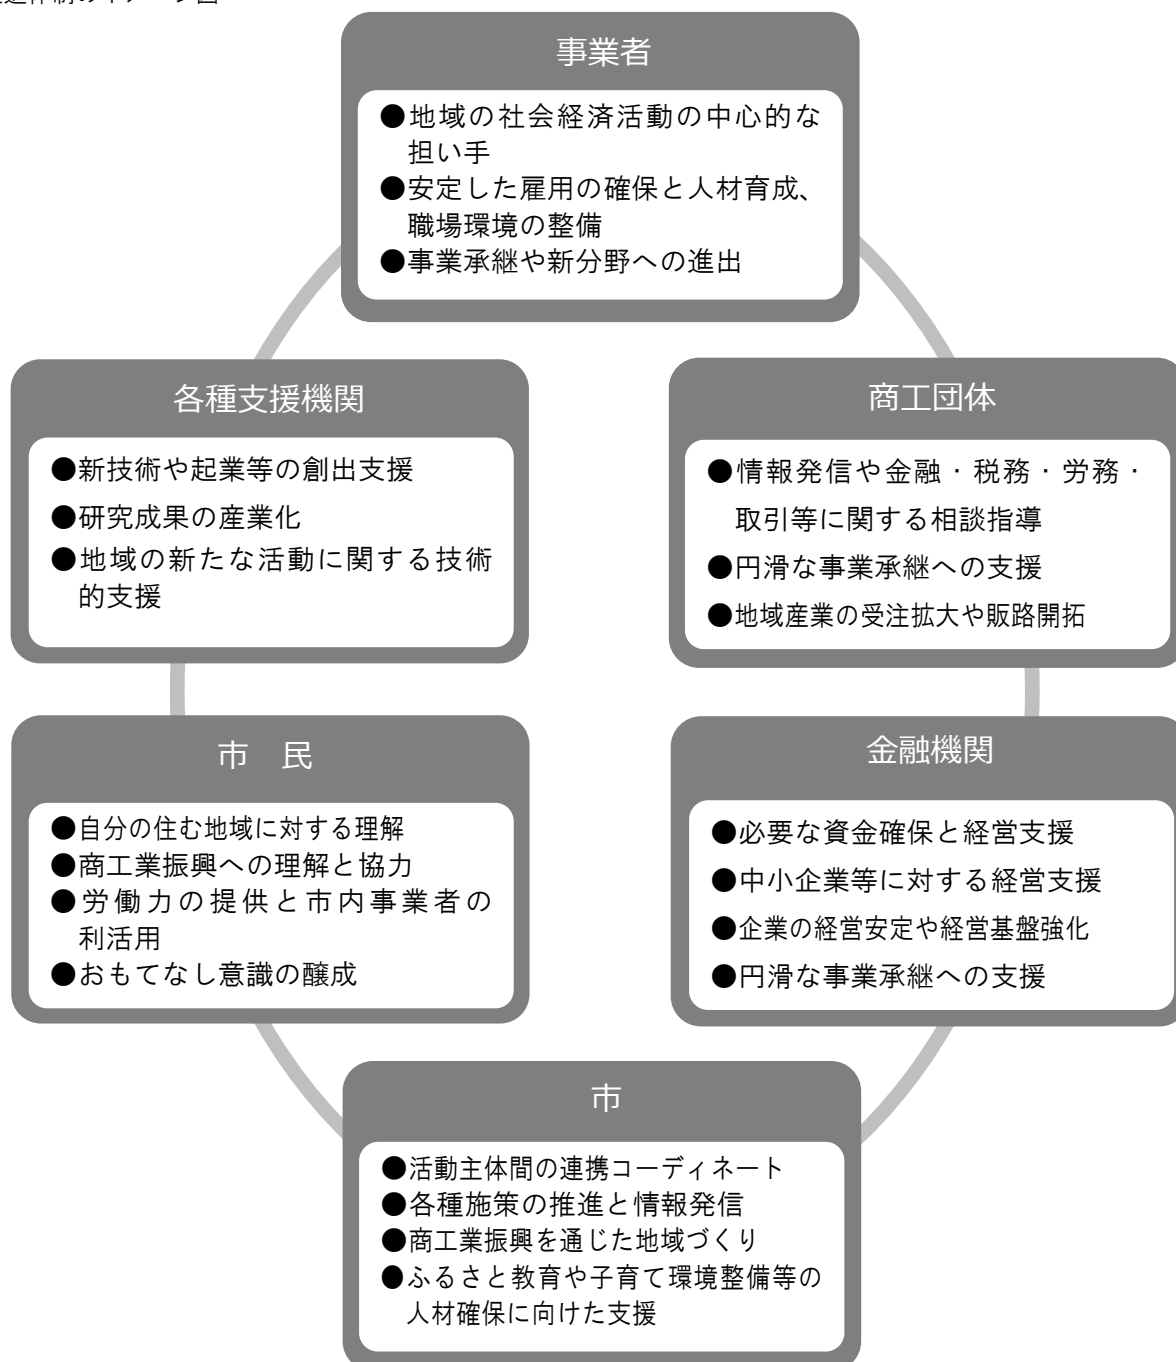 事業者
●地域の社会経済活動の中心的な
担い手
●安定した雇用の確保と人材育成、
職場環境の整備
●事業承継や新分野への進出
各種支援機関
●新技術や起業等の創出支援
●研究成果の産業化
●地域の新たな活動に関する技術
的支援
商工団体
●情報発信や金融・税務・労務・
取引等に関する相談指導
●円滑な事業承継への支援
●地域産業の受注拡大や販路開拓
市　民
●自分の住む地域に対する理解
●商工業振興への理解と協力
●労働力の提供と市内事業者の
利活用
●おもてなし意識の醸成
金融機関
●必要な資金確保と経営支援
●中小企業等に対する経営支援
●企業の経営安定や経営基盤強化
●円滑な事業承継への支援
市
●活動主体間の連携コーディネート
●各種施策の推進と情報発信
●商工業振興を通じた地域づくり
●ふるさと教育や子育て環境整備等の
人材確保に向けた支援